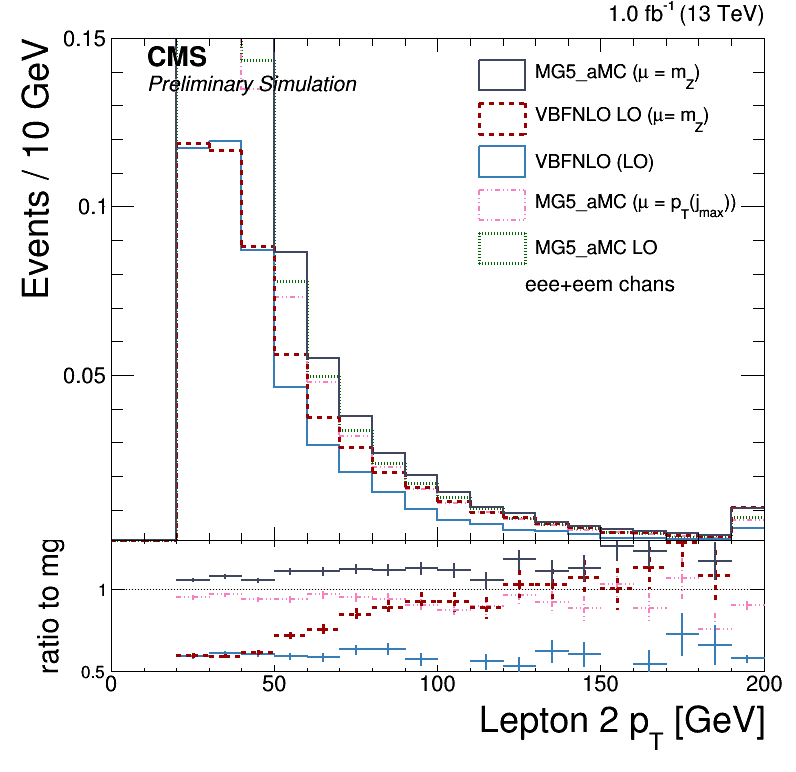 1.0 fb⁻¹ (13 TeV)
CMS
Preliminary Simulation
Events / 10 GeV
0.15
0.1
0.05
MG5_aMC (μ = m_Z)
VBFNLO LO (μ= m_Z)
VBFNLO (LO)
MG5_aMC (μ = p_T(j_max))
MG5_aMC LO
eee+eem chans
ratio to mg
1
0.5
0 50 100 150 200
Lepton 2 p_T [GeV]